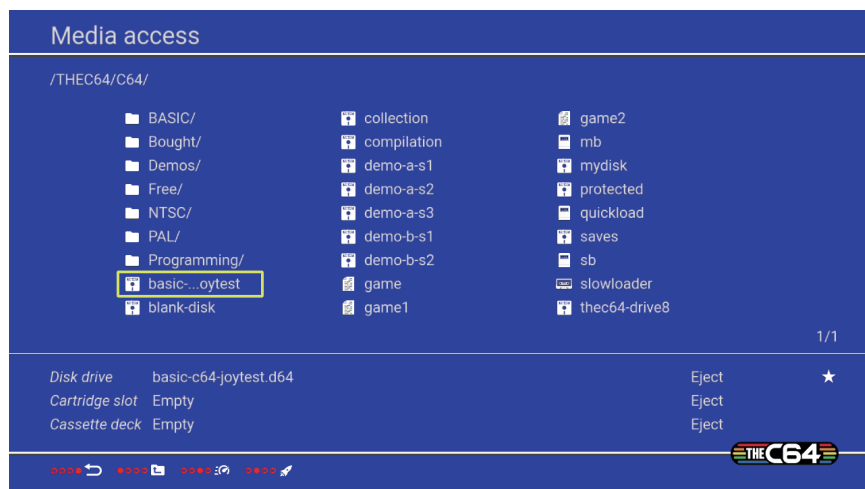 Media access
/THEC64/C64/
BASIC/ collection game2
Bought/ compilation mb
Demos/ demo-a-s1 mydisk
Free/ demo-a-s2 protected
NTSC/ demo-a-s3 quickload
PAL/ demo-b-s1 saves
Programming/ demo-b-s2 sb
basic-...oytest game slowloader
blank-disk game1 thec64-drive8
1/1
Disk drive basic-c64-joytest.d64 Eject
Cartridge slot Empty Eject
Cassette deck Empty Eject
THEC64